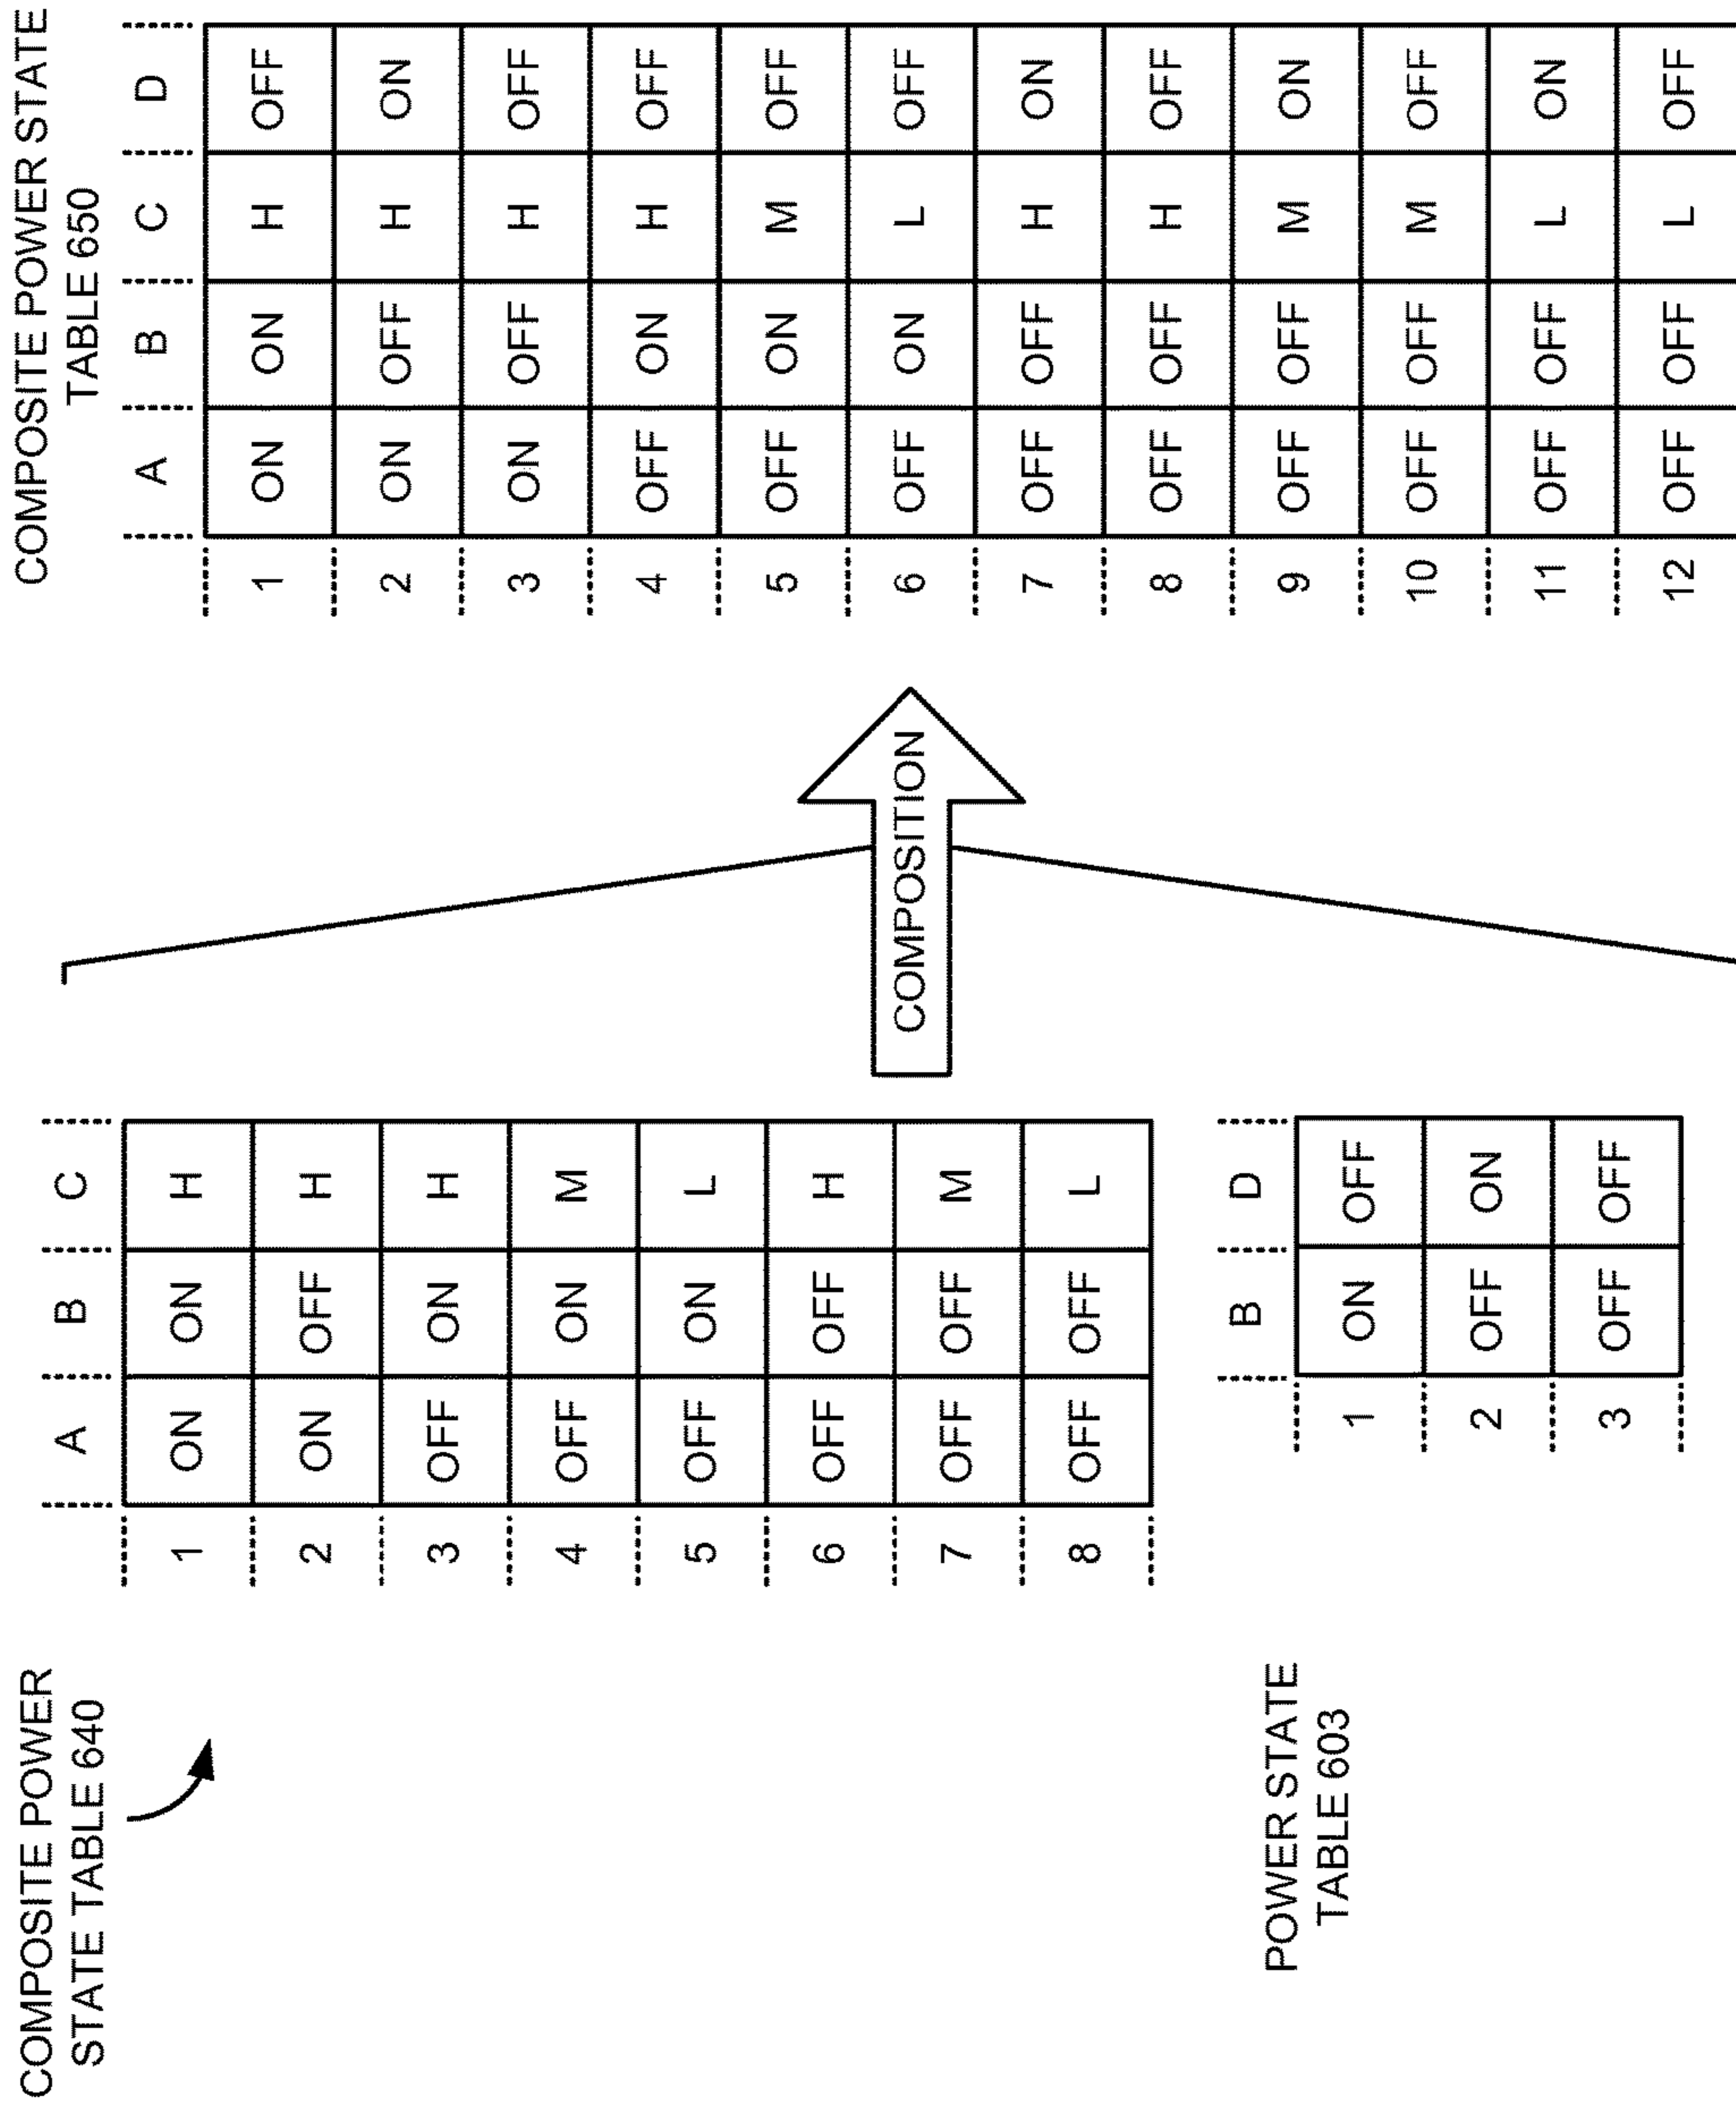 COMPOSITE POWER
STATE TABLE 640
A B C
1 ON ON H
2 ON OFF H
3 OFF ON H
4 OFF ON M
5 OFF ON L
6 OFF OFF H
7 OFF OFF M
8 OFF OFF L
POWER STATE
TABLE 603
B D
1 ON OFF
2 OFF ON
3 OFF OFF
COMPOSITION
COMPOSITE POWER STATE
TABLE 650
A B C D
1 ON ON H OFF
2 ON OFF H ON
3 ON OFF H OFF
4 OFF ON H OFF
5 OFF ON M OFF
6 OFF ON L OFF
7 OFF OFF H ON
8 OFF OFF H OFF
9 OFF OFF M ON
10 OFF OFF M OFF
11 OFF OFF L ON
12 OFF OFF L OFF